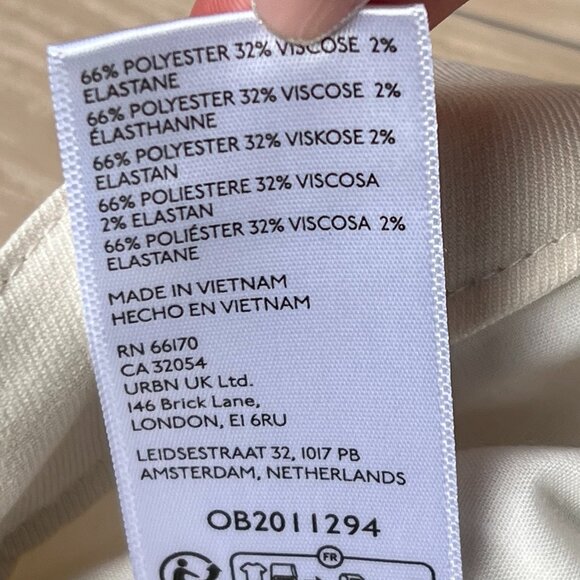 66% POLYESTER 32% VISCOSE 2%
ELASTANE
66% POLYESTER 32% VISCOSE 2%
ÉLASTHANNE
66% POLYESTER 32% VISKOSE 2%
ELASTAN
66% POLIESTERE 32% VISCOSA
2% ELASTAN
66% POLIÉSTER 32% VISCOSA 2%
ELASTANE
MADE IN VIETNAM
HECHO EN VIETNAM
RN 66170
CA 32054
URBN UK Ltd.
146 Brick Lane,
LONDON, E1 6RU
LEIDSESTRAAT 32, 1017 PB
AMSTERDAM, NETHERLANDS
OB2011294
FR